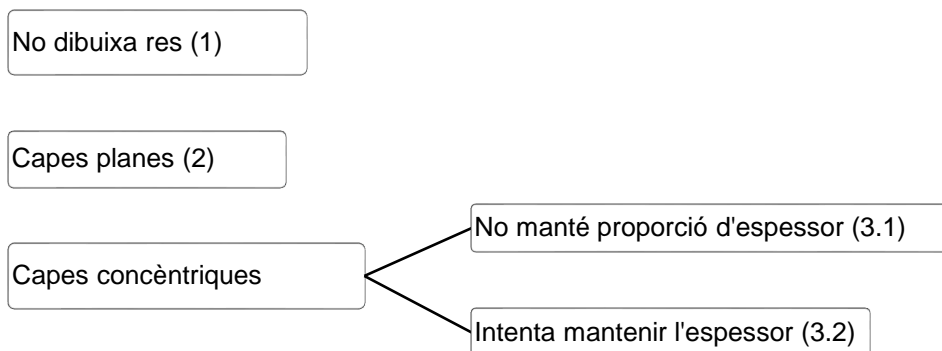 No dibuixa res (1)
Capes planes (2)
Capes concèntriques
No manté proporció d'espessor (3.1)
Intenta mantenir l'espessor (3.2)